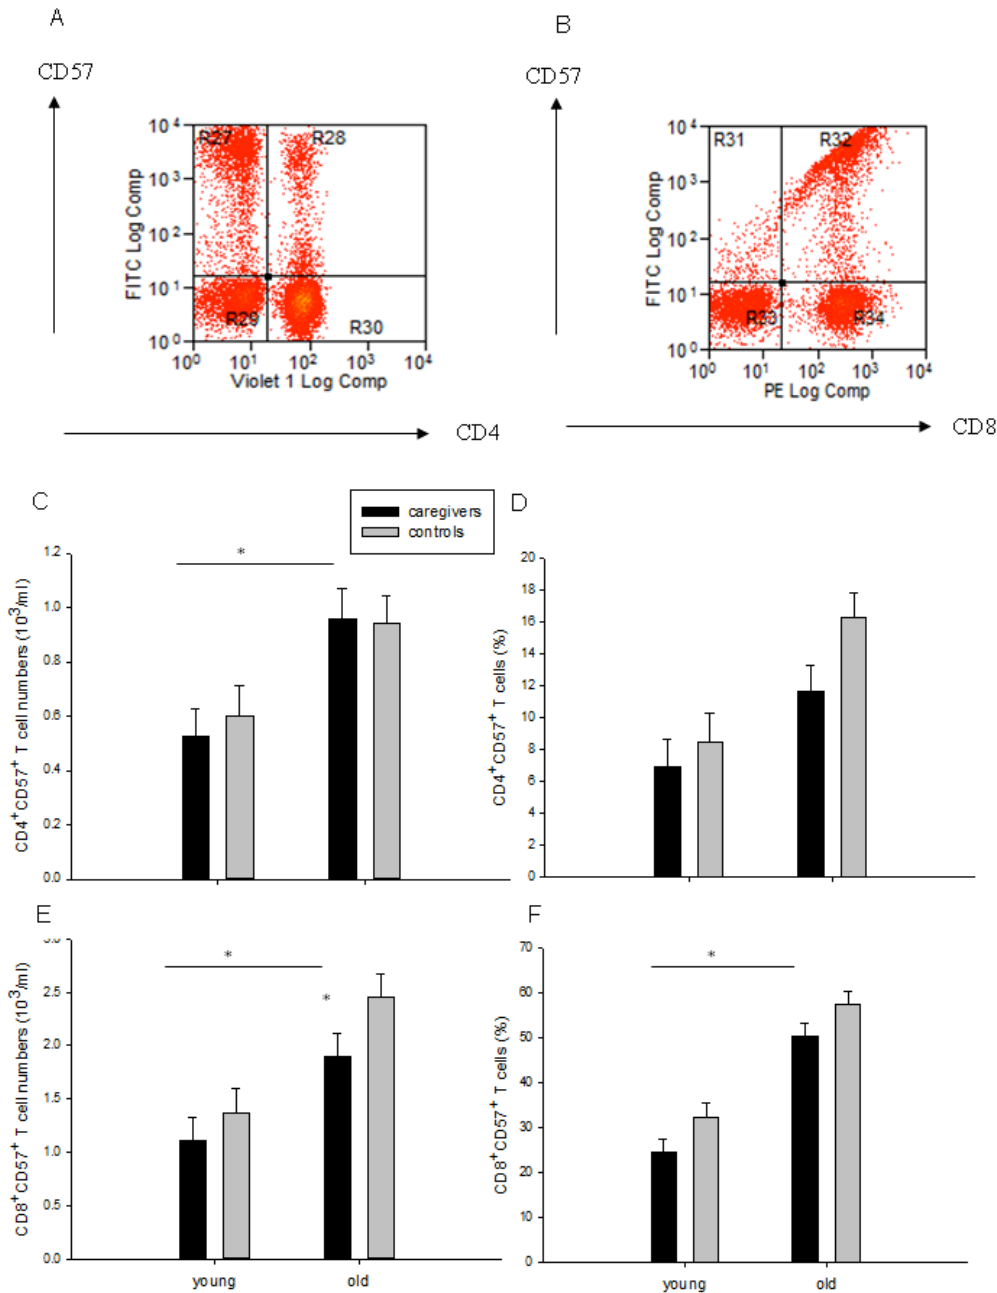 A
B
CD57
CD57
10⁴
R27
R28
10³
FITC Log Comp
10²
10¹
R29
R30
10⁰
10⁰ 10¹ 10² 10³ 10⁴
Violet 1 Log Comp
CD4
10⁴
R31
R32
10³
FITC Log Comp
10²
10¹
R33
R34
10⁰
10⁰ 10¹ 10² 10³ 10⁴
PE Log Comp
CD8
C
caregivers
controls
D
*
1.2
1.0
0.8
0.6
0.4
0.2
0.0
CD4⁺CD57⁺ T cell numbers (10³/ml)
20
18
16
14
12
10
8
6
4
2
0
CD4⁺CD57⁺ T cells (%)
E
*
*
2.5
2.0
1.5
1.0
0.5
0.0
CD8⁺CD57⁺ T cell numbers (10³/ml)
young old
F
*
70
60
50
40
30
20
10
0
CD8⁺CD57⁺ T cells (%)
young old